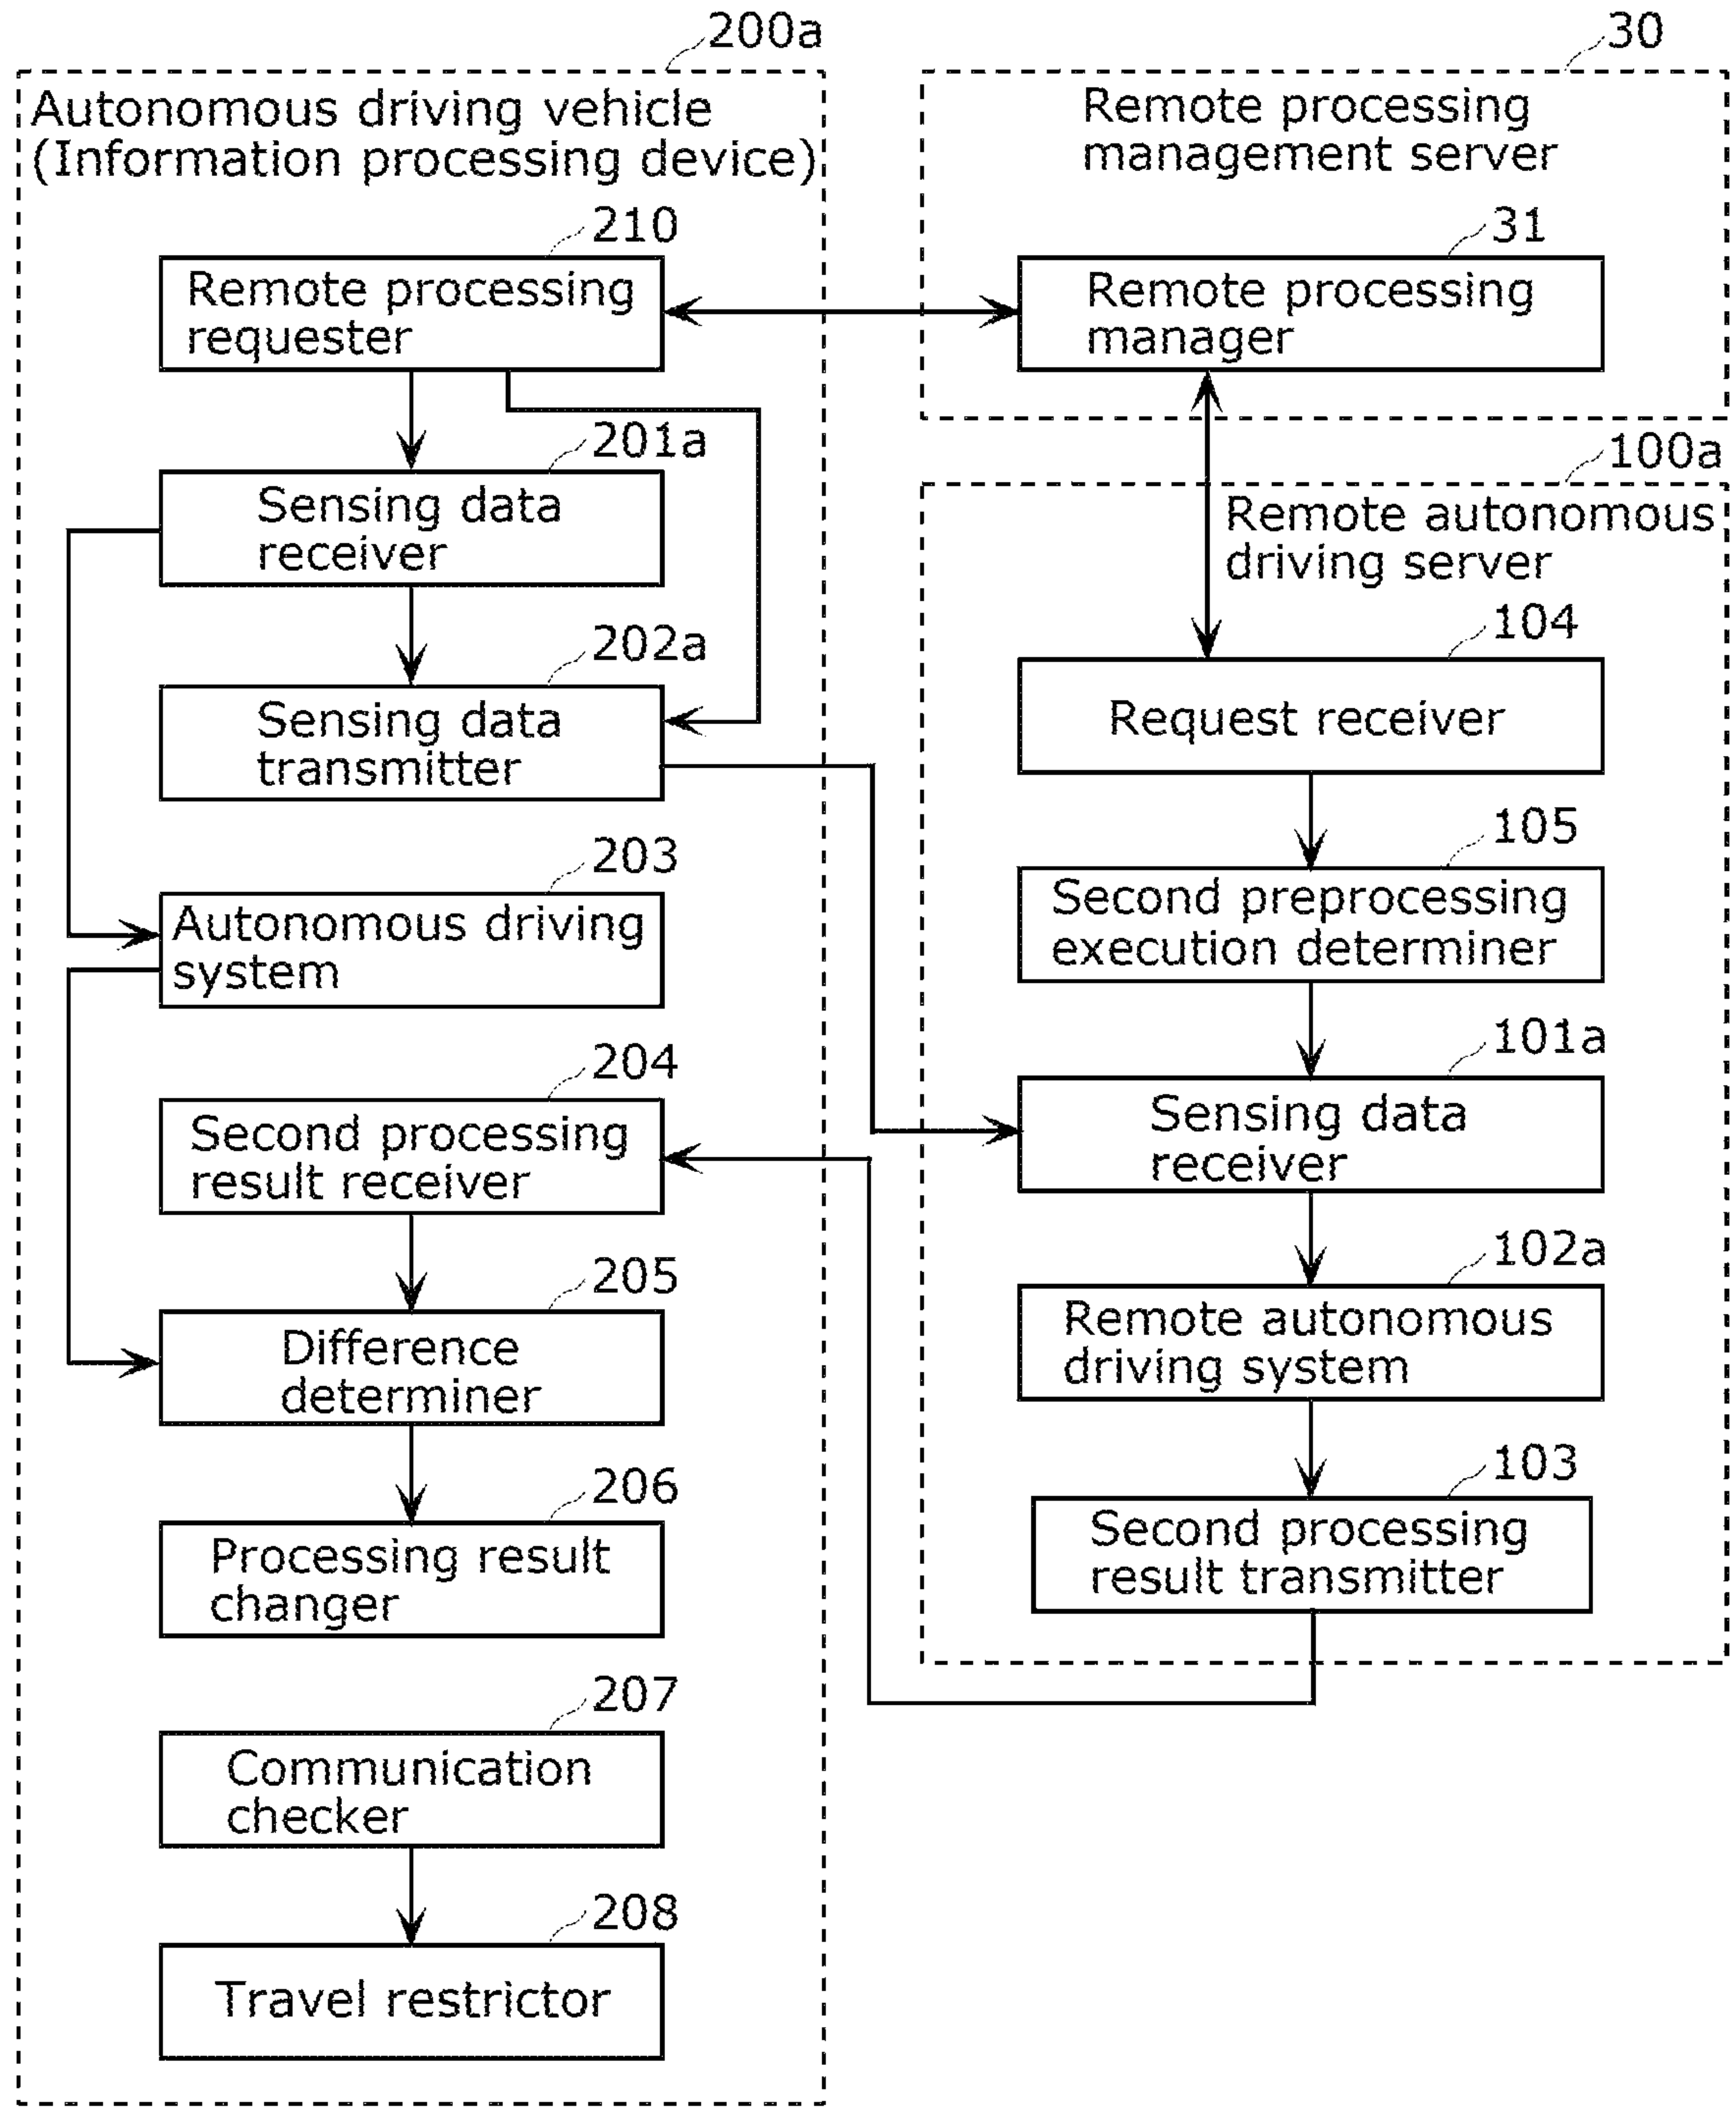 200a
Autonomous driving vehicle
(Information processing device)
210
Remote processing
requester
201a
Sensing data
receiver
202a
Sensing data
transmitter
203
Autonomous driving
system
204
Second processing
result receiver
205
Difference
determiner
206
Processing result
changer
207
Communication
checker
208
Travel restrictor
30
Remote processing
management server
31
Remote processing
manager
100a
Remote autonomous
driving server
104
Request receiver
105
Second preprocessing
execution determiner
101a
Sensing data
receiver
102a
Remote autonomous
driving system
103
Second processing
result transmitter